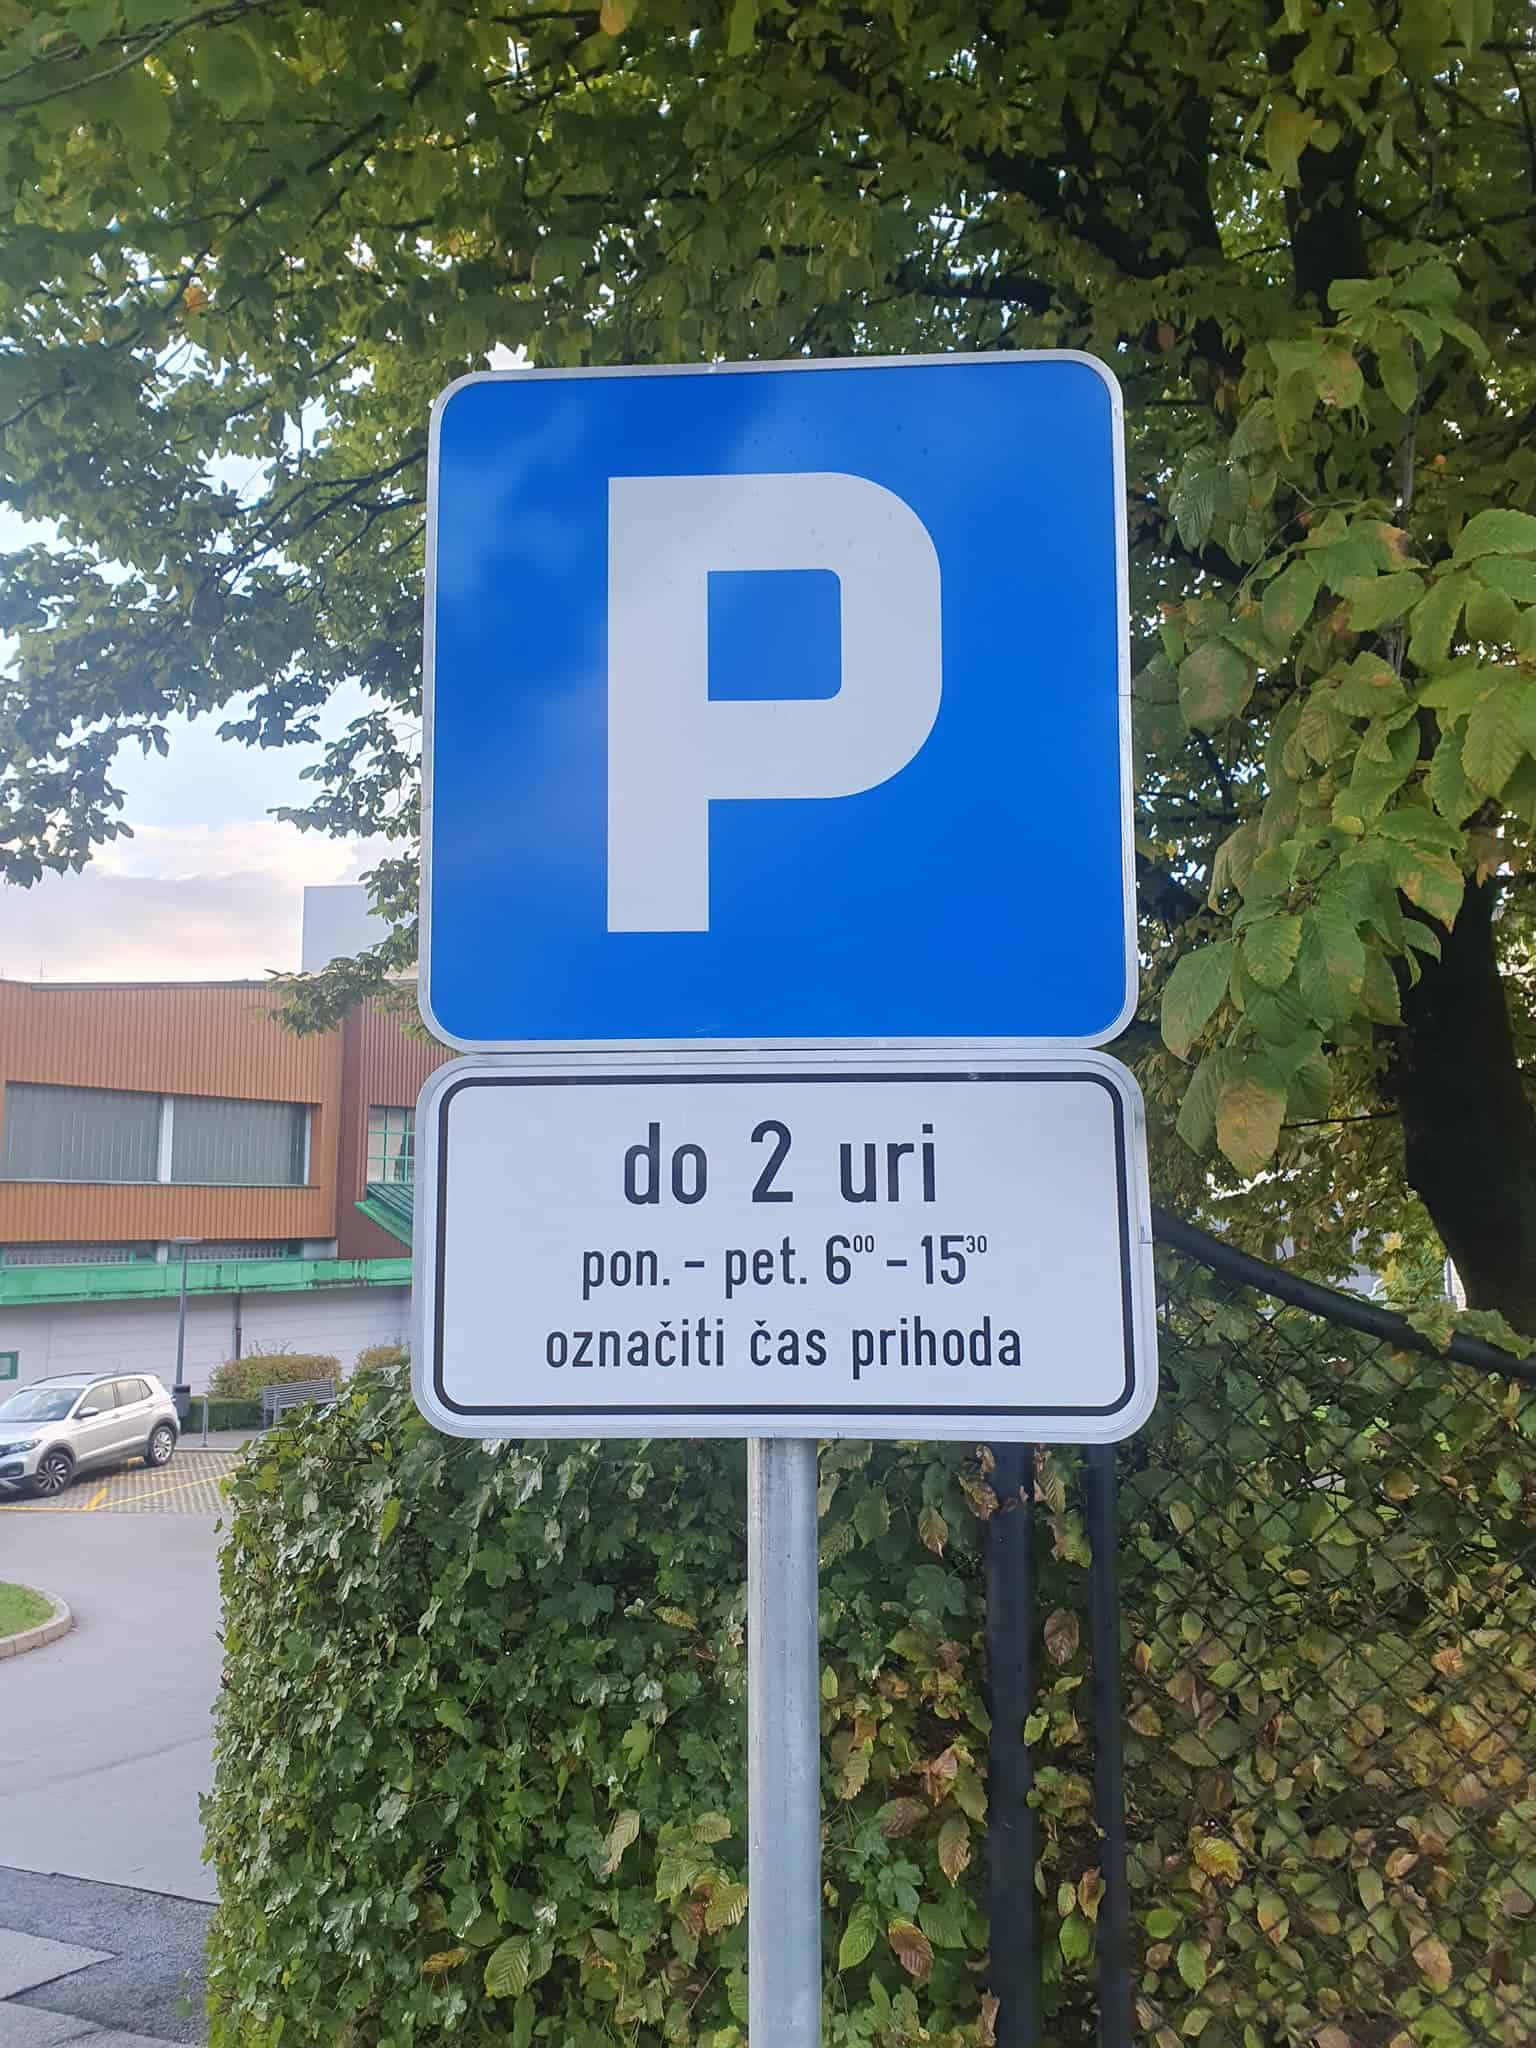 P
do 2 uri
pon. - pet. 6⁰⁰ - 15³⁰
označiti čas prihoda